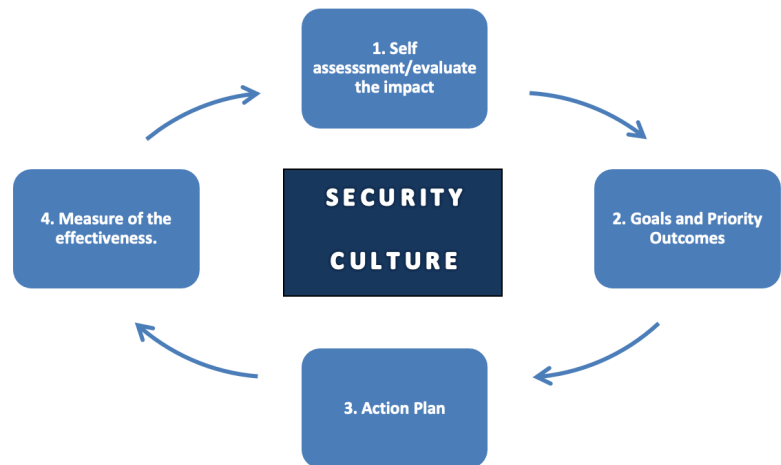 1. Self
assesssment/evaluate
the impact
SECURITY
CULTURE
4. Measure of the
effectiveness.
2. Goals and Priority
Outcomes
3. Action Plan